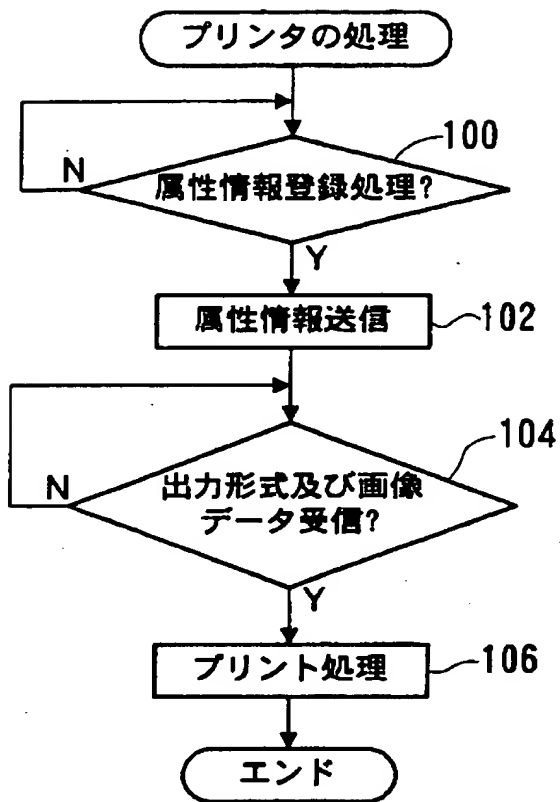 プリンタの処理
100
N
属性情報登録処理?
Y
属性情報送信
102
104
N
出力形式及び画像
データ受信?
Y
プリント処理
106
エンド